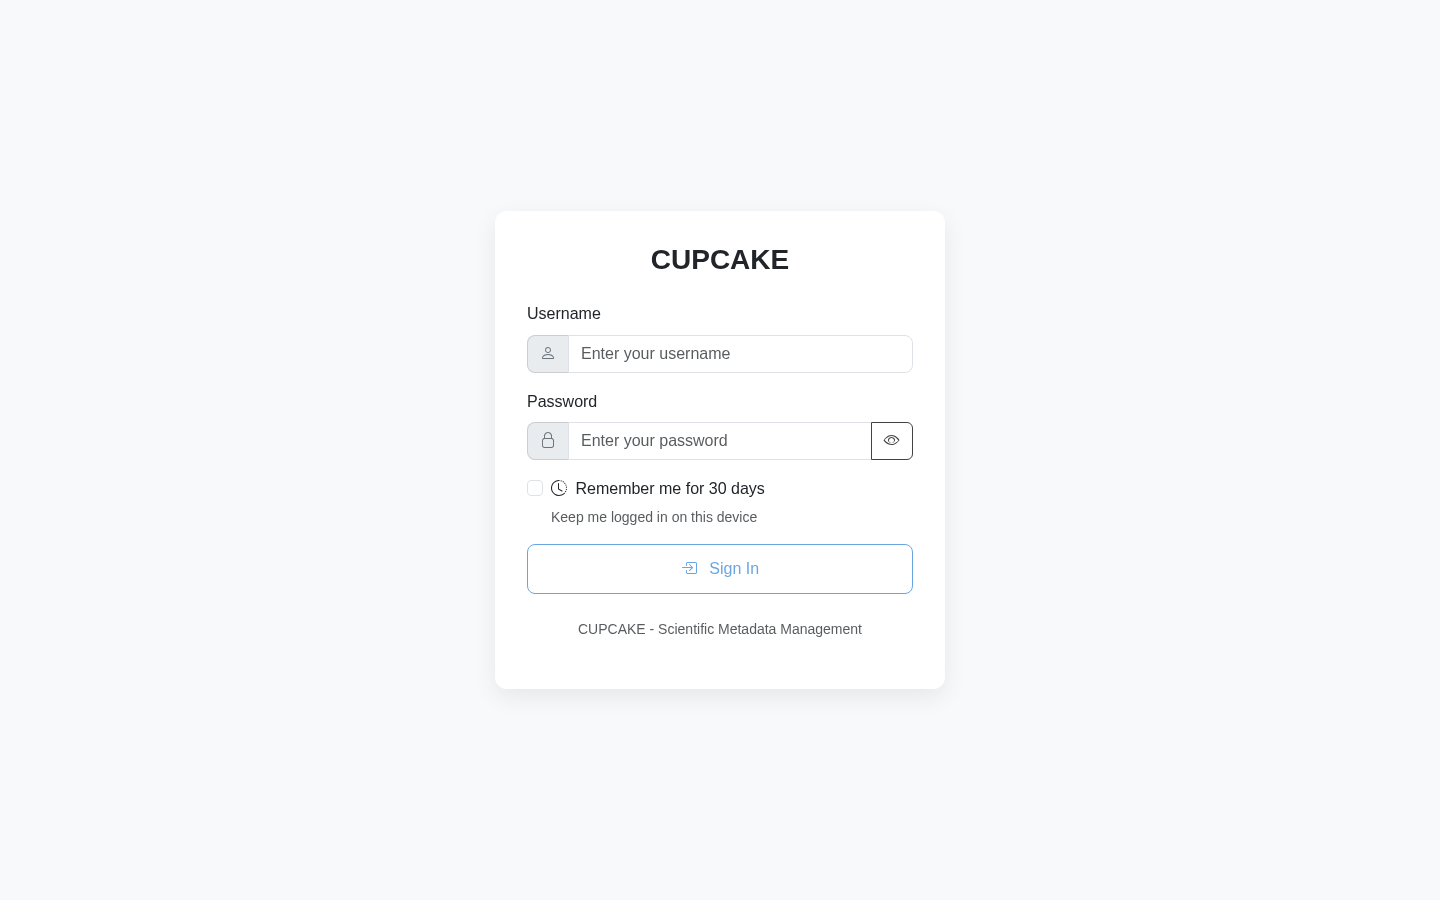 CUPCAKE
Username
Enter your username
Password
Enter your password
Remember me for 30 days
Keep me logged in on this device
Sign In
CUPCAKE - Scientific Metadata Management